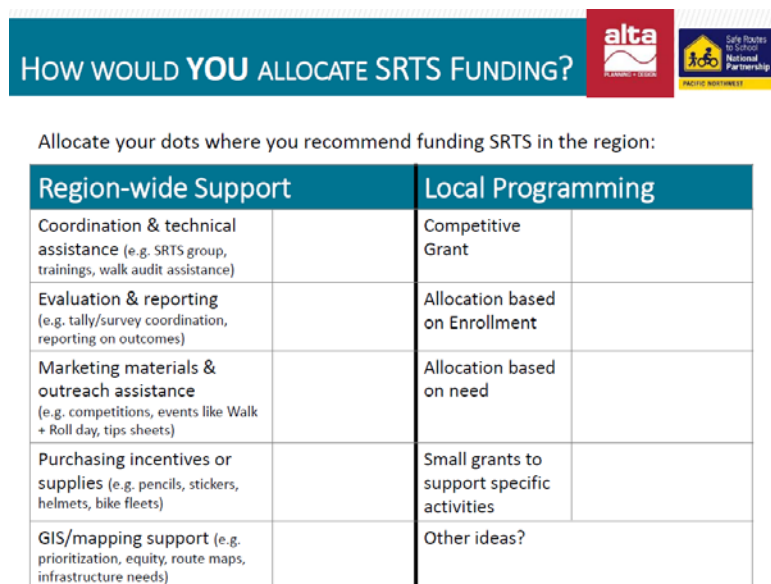 HOW WOULD YOU ALLOCATE SRTS FUNDING?
alta
PLANNING + DESIGN
Safe Routes
to School
National
Partnership
PACIFIC NORTHWEST
Allocate your dots where you recommend funding SRTS in the region:
Region-wide Support
Local Programming
Coordination & technical
assistance (e.g. SRTS group,
trainings, walk audit assistance)
Competitive
Grant
Evaluation & reporting
(e.g. tally/survey coordination,
reporting on outcomes)
Allocation based
on Enrollment
Marketing materials &
outreach assistance
(e.g. competitions, events like Walk
+ Roll day, tips sheets)
Allocation based
on need
Purchasing incentives or
supplies (e.g. pencils, stickers,
helmets, bike fleets)
Small grants to
support specific
activities
GIS/mapping support (e.g.
prioritization, equity, route maps,
infrastructure needs)
Other ideas?